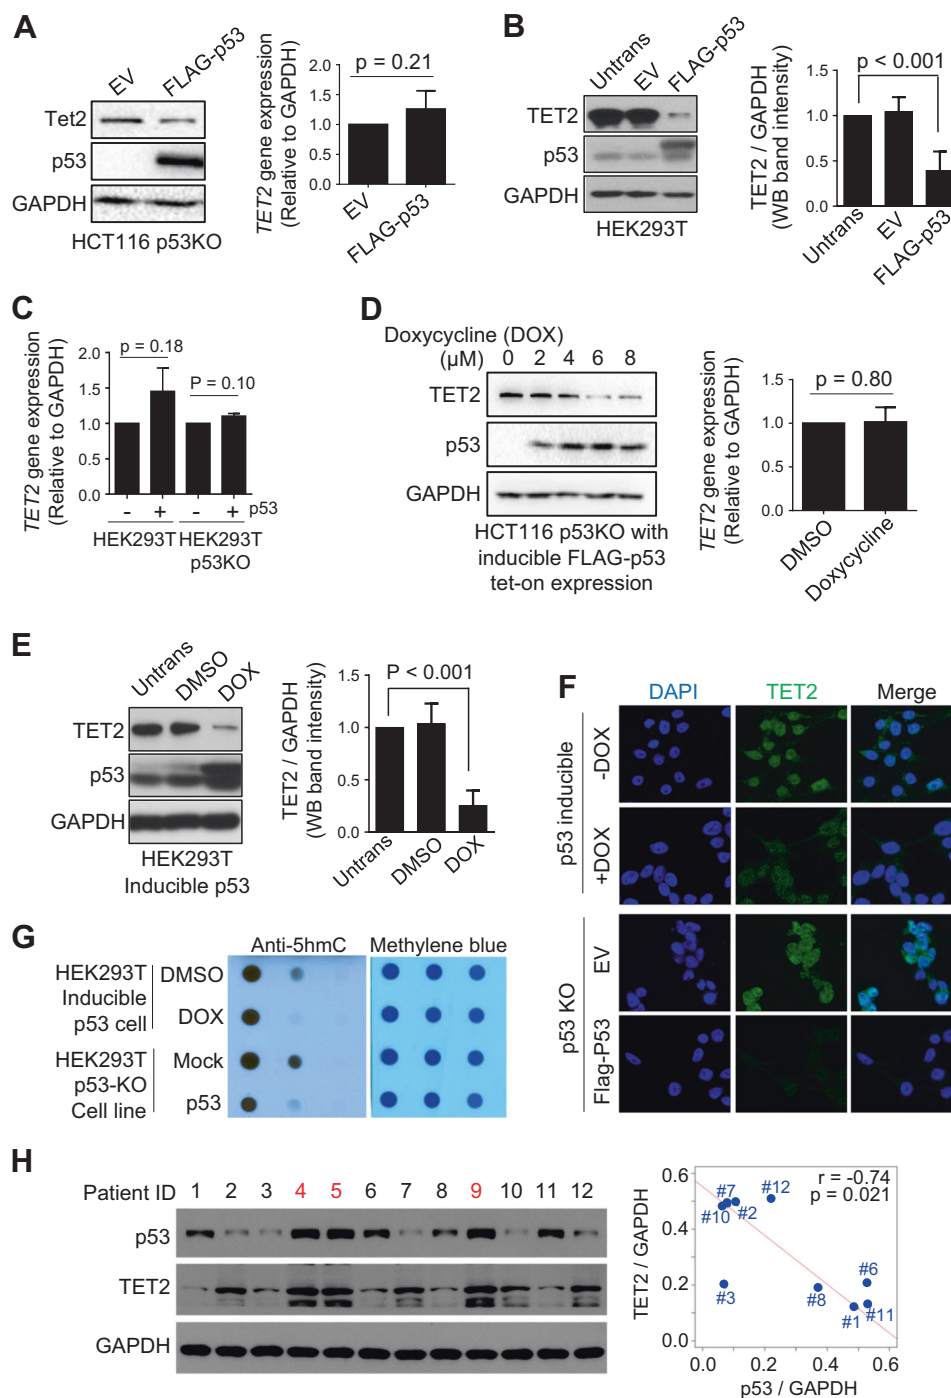 A
EV
FLAG-p53
Tet2
p53
GAPDH
HCT116 p53KO
TET2 gene expression
(Relative to GAPDH)
2.0
1.5
1.0
0.5
0.0
p = 0.21
EV
FLAG-p53
B
Untrans
EV
FLAG-p53
TET2
p53
GAPDH
HEK293T
TET2 / GAPDH
(WB band intensity)
1.5
1.0
0.5
0.0
p < 0.001
Untrans
EV
FLAG-p53
C
TET2 gene expression
(Relative to GAPDH)
2.0
1.5
1.0
0.5
0.0
p = 0.18
P = 0.10
- + - + p53
HEK293T
HEK293T
p53KO
D
Doxycycline (DOX)
(µM) 0 2 4 6 8
TET2
p53
GAPDH
HCT116 p53KO with
inducible FLAG-p53
tet-on expression
TET2 gene expression
(Relative to GAPDH)
1.5
1.0
0.5
0.0
p = 0.80
DMSO
Doxycycline
E
Untrans
DMSO
DOX
TET2
p53
GAPDH
HEK293T
Inducible p53
TET2 / GAPDH
(WB band intensity)
1.5
1.0
0.5
0.0
P < 0.001
Untrans
DMSO
DOX
F
DAPI TET2 Merge
p53 inducible
-DOX
+DOX
p53 KO
EV
Flag-P53
G
Anti-5hmC Methylene blue
HEK293T
Inducible
p53 cell
DMSO
DOX
HEK293T
p53-KO
Cell line
Mock
p53
H
Patient ID 1 2 3 4 5 6 7 8 9 10 11 12
p53
TET2
GAPDH
TET2 / GAPDH
0.6
0.4
0.2
0.0
r = -0.74
p = 0.021
#7
#12
#10
#2
#3
#8
#6
#1
#11
0.0 0.2 0.4 0.6
p53 / GAPDH